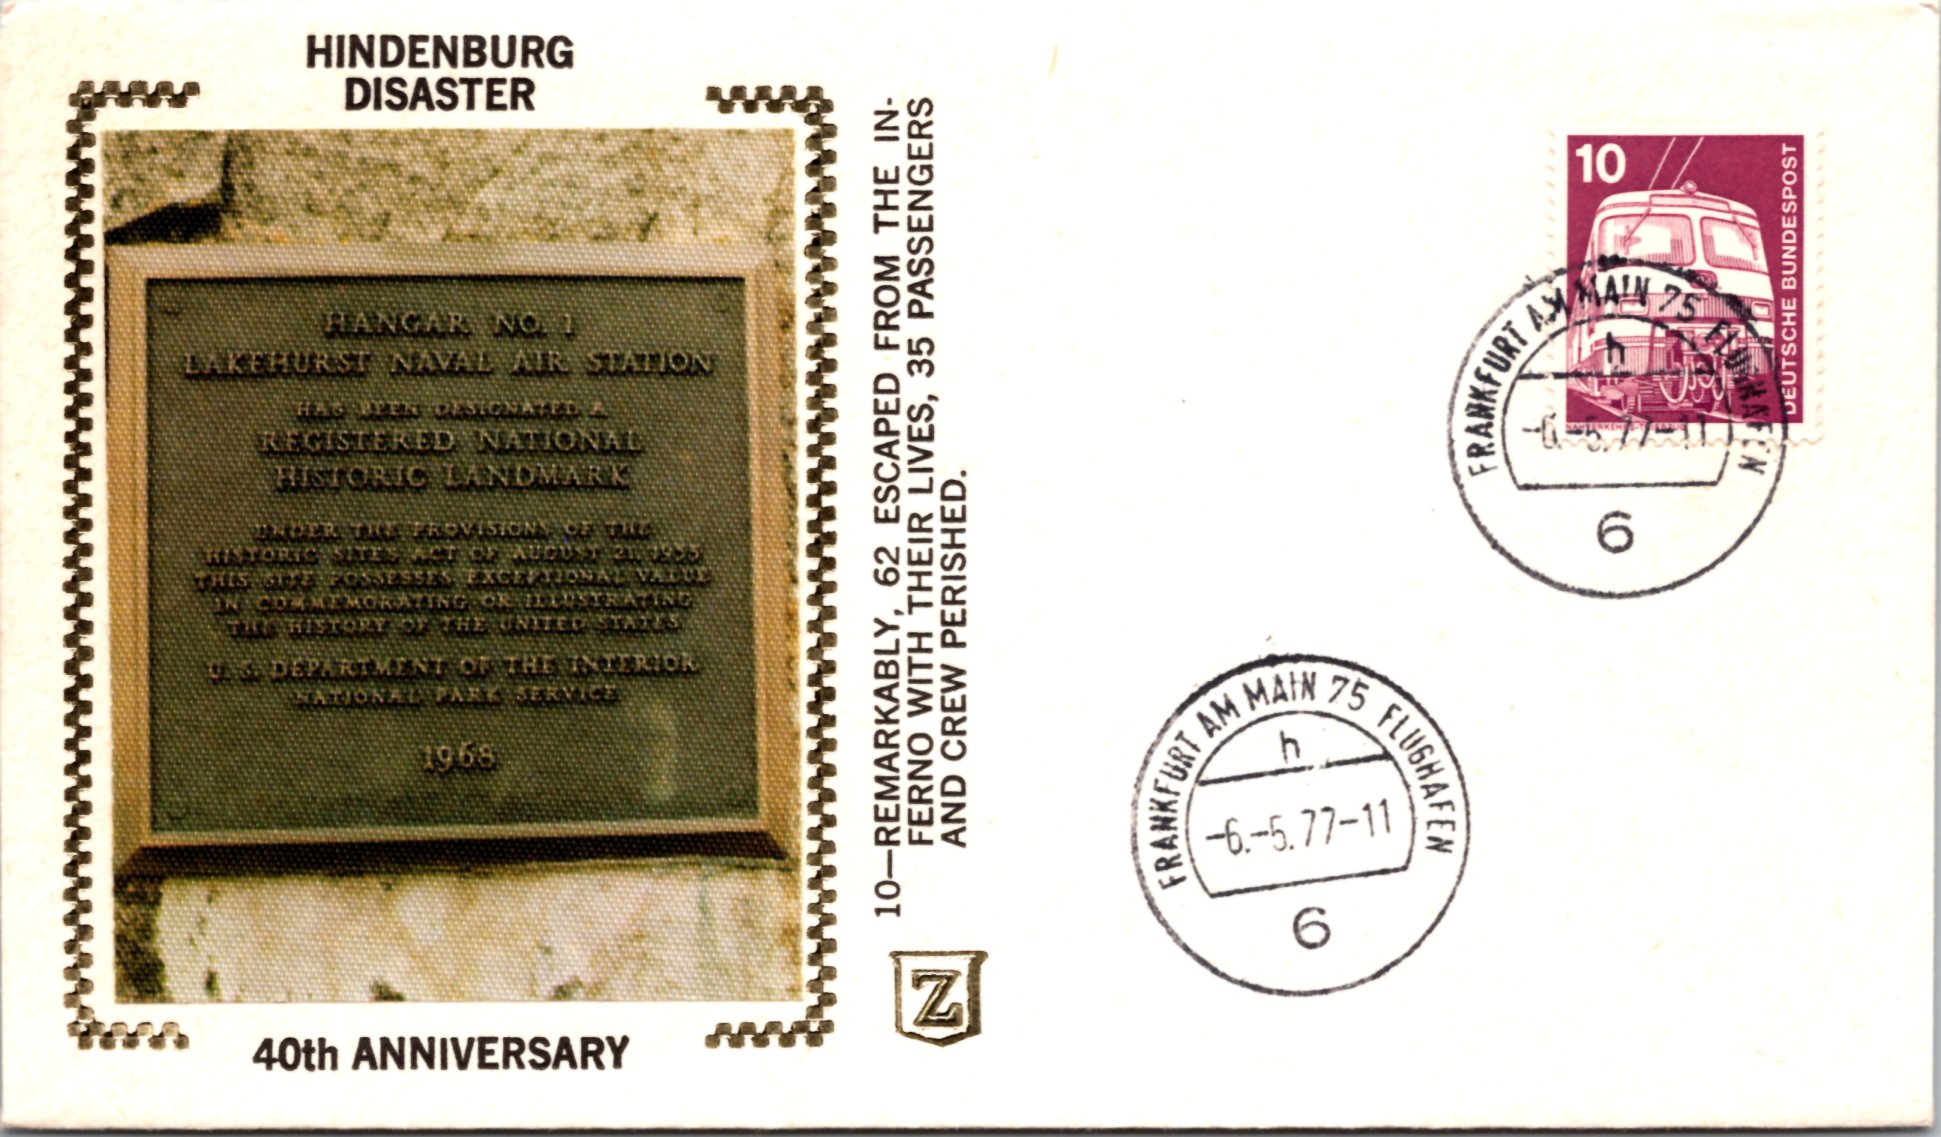 HINDENBURG
DISASTER
HANGAR NO. 1
LAKEHURST NAVAL AIR STATION
HAS BEEN DESIGNATED A
REGISTERED NATIONAL
HISTORIC LANDMARK
UNDER THE PROVISIONS OF THE
HISTORIC SITES ACT OF AUGUST 21, 1935
THIS SITE POSSESSES EXCEPTIONAL VALUE
IN COMMEMORATING OR ILLUSTRATING
THE HISTORY OF THE UNITED STATES
U. S. DEPARTMENT OF THE INTERIOR
NATIONAL PARK SERVICE
1968
40th ANNIVERSARY
10—REMARKABLY, 62 ESCAPED FROM THE IN-
FERNO WITH THEIR LIVES, 35 PASSENGERS
AND CREW PERISHED.
Z
10
DEUTSCHE BUNDESPOST
FRANKFURT AM MAIN 75 FLUGHAFEN
h
-6.-5.77-11
6
FRANKFURT AM MAIN 75 FLUGHAFEN
h
-6.-5.77-11
6